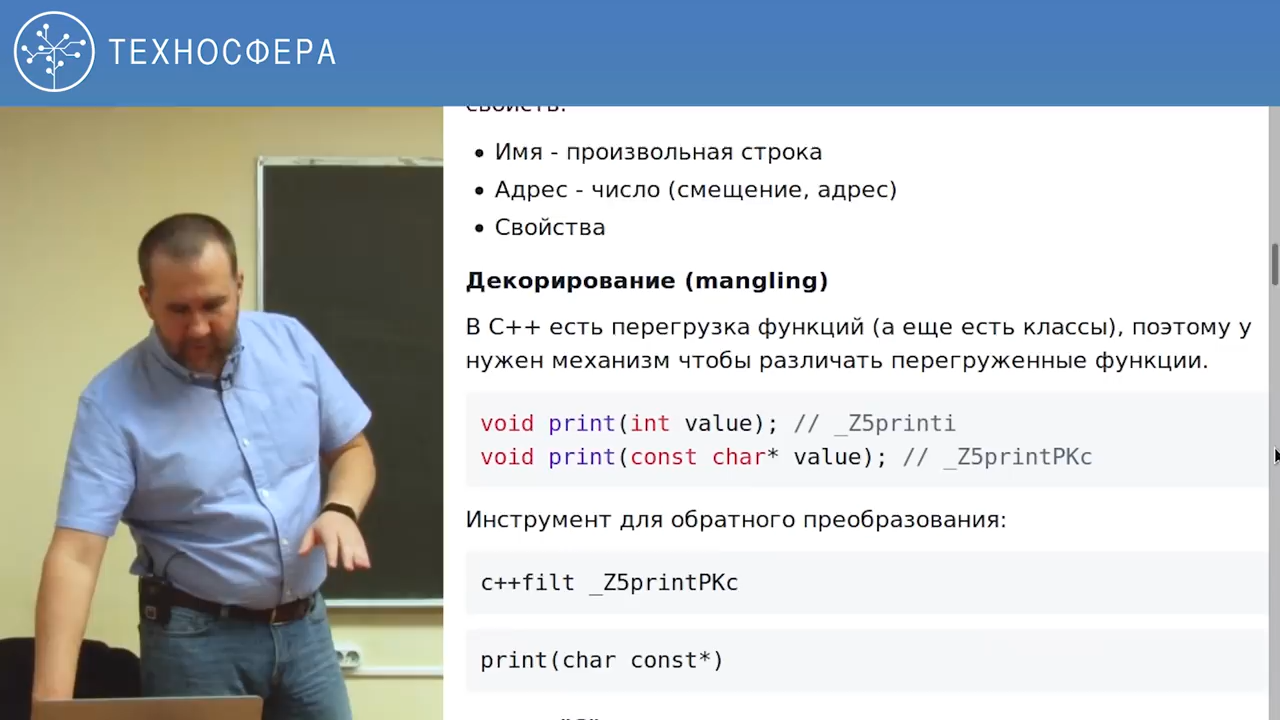 ТЕХНОСФЕРА
свойств:
Имя - произвольная строка
Адрес - число (смещение, адрес)
Свойства
Декорирование (mangling)
В C++ есть перегрузка функций (а еще есть классы), поэтому у
нужен механизм чтобы различать перегруженные функции.
void print(int value); // _Z5printi
void print(const char* value); // _Z5printPKc
Инструмент для обратного преобразования:
c++filt _Z5printPKc
print(char const*)